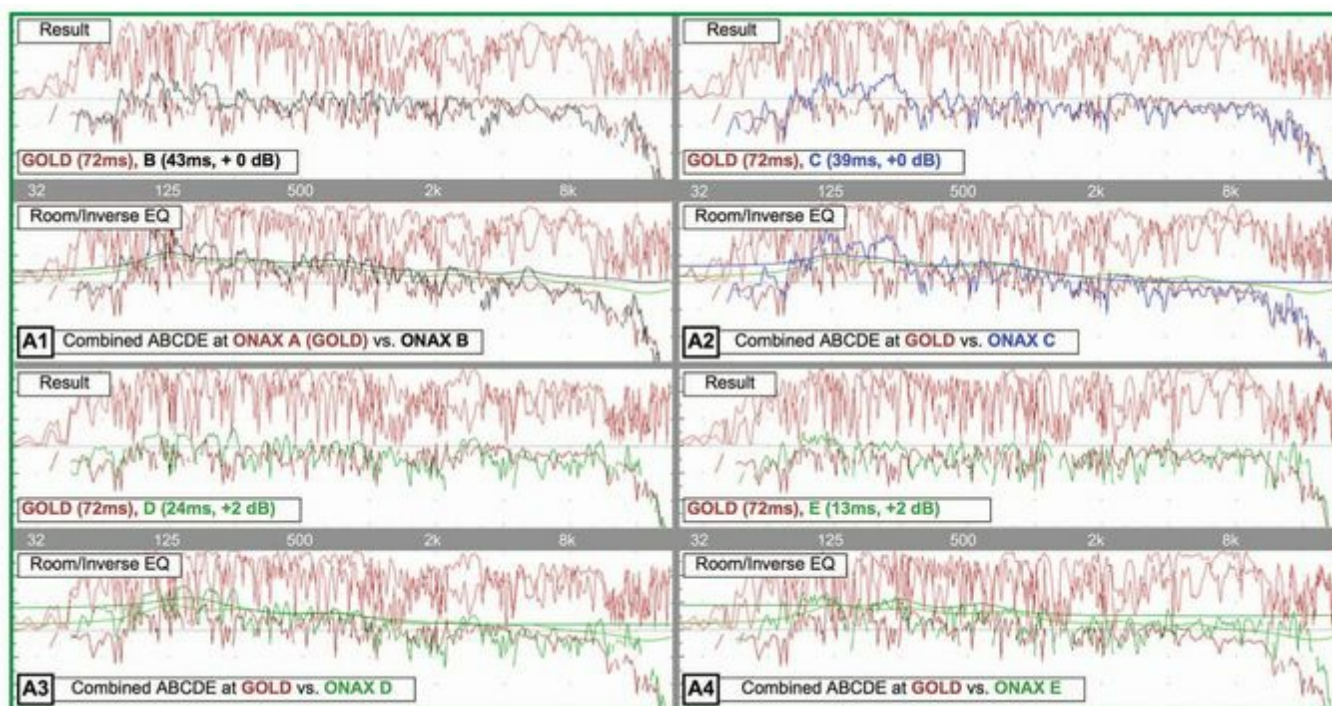 Result
Result
GOLD (72ms), B (43ms, + 0 dB)
GOLD (72ms), C (39ms, +0 dB)
32 125 500 2k 8k
32 125 500 2k 8k
Room/Inverse EQ
Room/Inverse EQ
A1 Combined ABCDE at ONAX A (GOLD) vs. ONAX B
A2 Combined ABCDE at GOLD vs. ONAX C
Result
Result
GOLD (72ms), D (24ms, +2 dB)
GOLD (72ms), E (13ms, +2 dB)
32 125 500 2k 8k
32 125 500 2k 8k
Room/Inverse EQ
Room/Inverse EQ
A3 Combined ABCDE at GOLD vs. ONAX D
A4 Combined ABCDE at GOLD vs. ONAX E